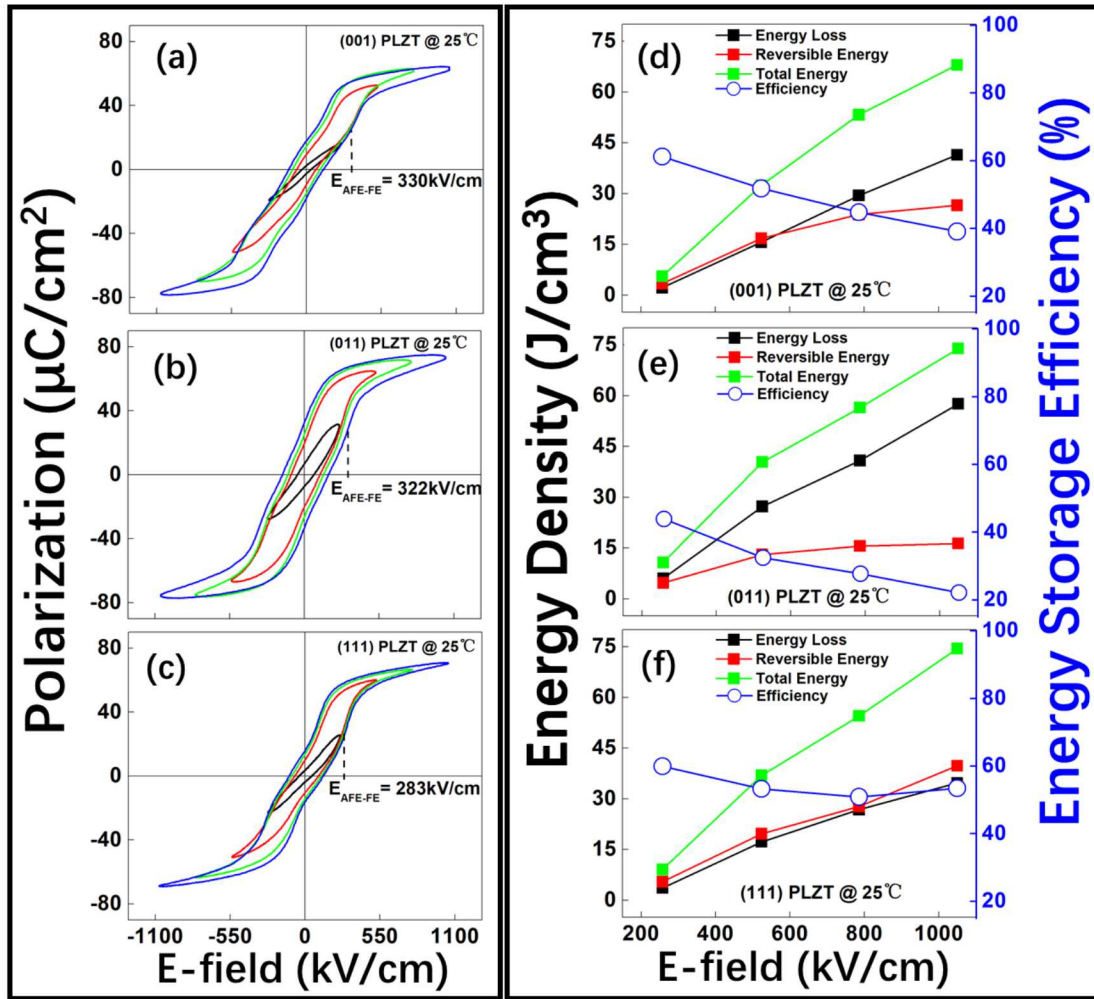 Polarization (μC/cm²)
(a)
(001) PLZT @ 25℃
80
40
0
-40
-80
E_AFE-FE = 330kV/cm
(b)
(011) PLZT @ 25℃
80
40
0
-40
-80
E_AFE-FE = 322kV/cm
(c)
(111) PLZT @ 25℃
80
40
0
-40
-80
E_AFE-FE = 283kV/cm
-1100 -550 0 550 1100
E-field (kV/cm)
Energy Density (J/cm³)
(d)
Energy Loss
Reversible Energy
Total Energy
Efficiency
75
60
45
30
15
0
100
80
60
40
20
(001) PLZT @ 25℃
(e)
Energy Loss
Reversible Energy
Total Energy
Efficiency
75
60
45
30
15
0
100
80
60
40
20
(011) PLZT @ 25℃
(f)
Energy Loss
Reversible Energy
Total Energy
Efficiency
75
60
45
30
15
0
100
80
60
40
20
(111) PLZT @ 25℃
200 400 600 800 1000
E-field (kV/cm)
Energy Storage Efficiency (%)